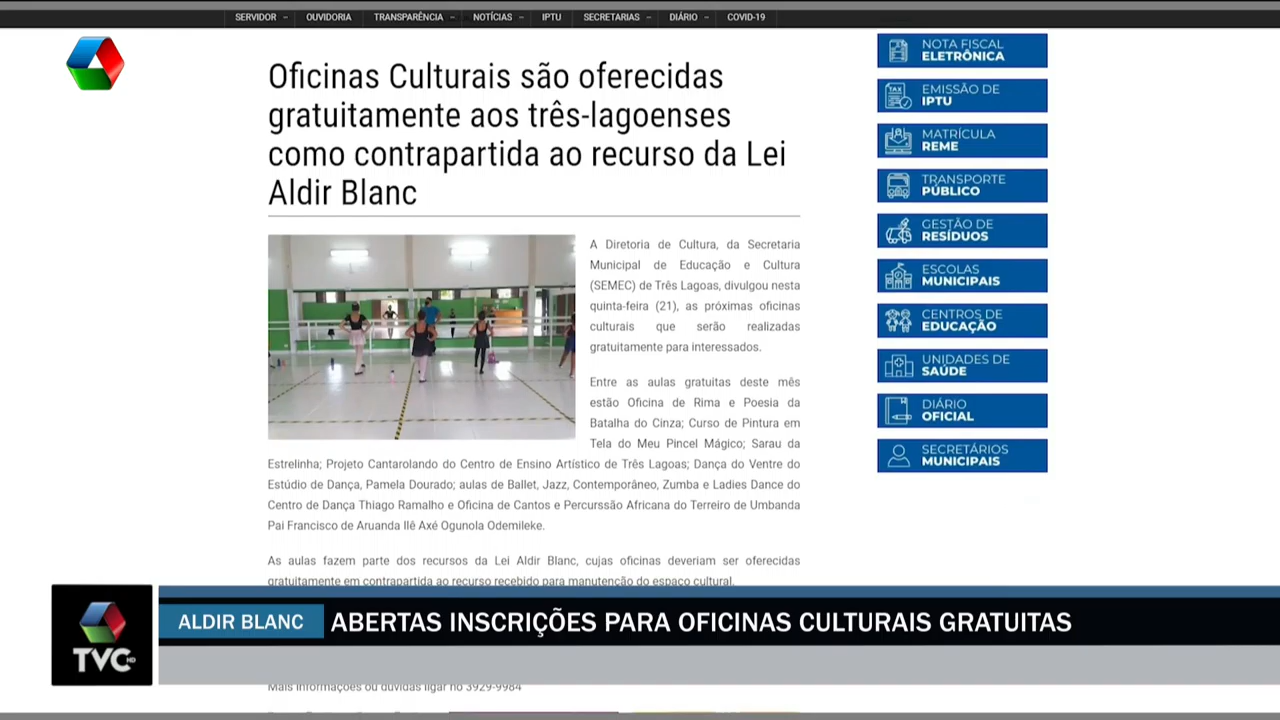 SERVIDOR OUVIDORIA TRANSPARÊNCIA NOTÍCIAS IPTU SECRETARIAS DIÁRIO COVID-19
Oficinas Culturais são oferecidas
gratuitamente aos três-lagoenses
como contrapartida ao recurso da Lei
Aldir Blanc
A Diretoria de Cultura, da Secretaria
Municipal de Educação e Cultura
(SEMEC) de Três Lagoas, divulgou nesta
quinta-feira (21), as próximas oficinas
culturais que serão realizadas
gratuitamente para interessados.
Entre as aulas gratuitas deste mês
estão Oficina de Rima e Poesia da
Batalha do Cinza; Curso de Pintura em
Tela do Meu Pincel Mágico; Sarau da
Estrelinha; Projeto Cantarolando do Centro de Ensino Artístico de Três Lagoas; Dança do Ventre do
Estúdio de Dança, Pamela Dourado; aulas de Ballet, Jazz, Contemporâneo, Zumba e Ladies Dance do
Centro de Dança Thiago Ramalho e Oficina de Cantos e Percurssão Africana do Terreiro de Umbanda
Pai Francisco de Aruanda Ilê Axé Ogunola Odemileke.
As aulas fazem parte dos recursos da Lei Aldir Blanc, cujas oficinas deveriam ser oferecidas
gratuitamente em contrapartida ao recurso recebido para manutenção do espaço cultural.
Mais informações ou dúvidas ligar no 3929-9984
NOTA FISCAL
ELETRÔNICA
TAX
EMISSÃO DE
IPTU
MATRÍCULA
REME
TRANSPORTE
PÚBLICO
GESTÃO DE
RESÍDUOS
ESCOLAS
MUNICIPAIS
CENTROS DE
EDUCAÇÃO
UNIDADES DE
SAÚDE
DIÁRIO
OFICIAL
SECRETÁRIOS
MUNICIPAIS
TVC HD
ALDIR BLANC
ABERTAS INSCRIÇÕES PARA OFICINAS CULTURAIS GRATUITAS